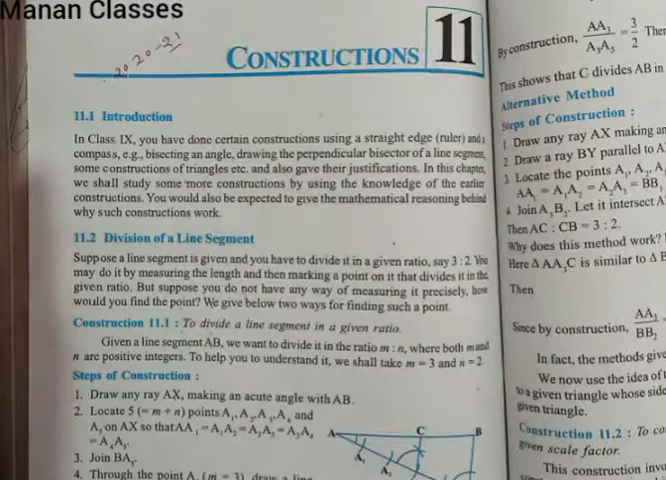 Manan Classes
2020-21
CONSTRUCTIONS 11
11.1 Introduction
In Class IX, you have done certain constructions using a straight edge (ruler) and a
compass, e.g., bisecting an angle, drawing the perpendicular bisector of a line segment,
some constructions of triangles etc. and also gave their justifications. In this chapter,
we shall study some more constructions by using the knowledge of the earlier
constructions. You would also be expected to give the mathematical reasoning behind
why such constructions work.
11.2 Division of a Line Segment
Suppose a line segment is given and you have to divide it in a given ratio, say 3 : 2. You
may do it by measuring the length and then marking a point on it that divides it in the
given ratio. But suppose you do not have any way of measuring it precisely, how
would you find the point? We give below two ways for finding such a point.
Construction 11.1 : To divide a line segment in a given ratio.
Given a line segment AB, we want to divide it in the ratio m : n, where both m and
n are positive integers. To help you to understand it, we shall take m = 3 and n = 2.
Steps of Construction :
1. Draw any ray AX, making an acute angle with AB.
2. Locate 5 (= m + n) points A₁, A₂, A₃, A₄ and
A₅ on AX so that AA₁ = A₁A₂ = A₂A₃ = A₃A₄
= A₄A₅.
3. Join BA₅.
4. Through the point A₃ (m = 3), draw a line
A C B
A₁
A₂
By construction, AA₃/A₃A₅ = 3/2 Ther
This shows that C divides AB in
Alternative Method
Steps of Construction :
1. Draw any ray AX making an
2. Draw a ray BY parallel to A
3. Locate the points A₁, A₂, A
AA₁ = A₁A₂ = A₂A₃ = BB
4. Join A₃B₂. Let it intersect A
Then AC : CB = 3 : 2.
Why does this method work?
Here Δ AA₃C is similar to Δ B
Then
Since by construction, AA₃/BB₂
In fact, the methods give
We now use the idea of t
to a given triangle whose side
given triangle.
Construction 11.2 : To co
given scale factor.
This construction invo